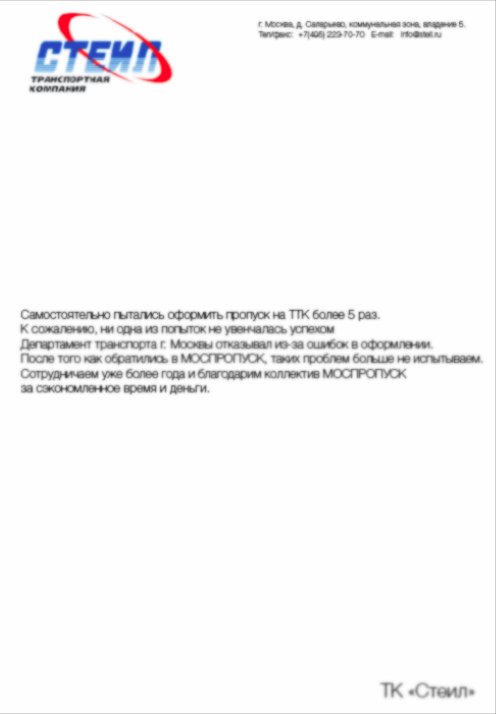 СТЕИЛ
ТРАНСПОРТНАЯ
КОМПАНИЯ
г. Москва, д. Саларьево, коммунальная зона, владение 5.
Тел/факс: +7(495) 223-70-70 E-mail: info@steil.ru
Самостоятельно пытались оформить пропуск на ТТК более 5 раз.
К сожалению, ни одна из попыток не увенчалась успехом
Департамент транспорта г. Москвы отказывал из-за ошибок в оформлении.
После того как обратились в МОСПРОПУСК, таких проблем больше не испытываем.
Сотрудничаем уже более года и благодарим коллектив МОСПРОПУСК
за сэкономленное время и деньги.
ТК «Стеил»